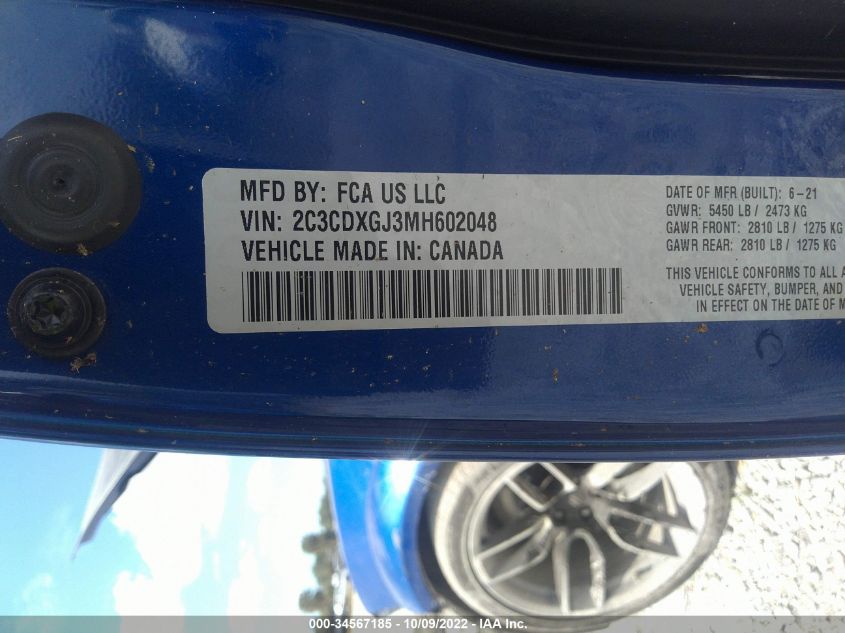 MFD BY: FCA US LLC
VIN: 2C3CDXGJ3MH602048
VEHICLE MADE IN: CANADA
DATE OF MFR (BUILT): 6-21
GVWR: 5450 LB / 2473 KG
GAWR FRONT: 2810 LB / 1275 KG
GAWR REAR: 2810 LB / 1275 KG
THIS VEHICLE CONFORMS TO ALL A
VEHICLE SAFETY, BUMPER, AND
IN EFFECT ON THE DATE OF M
000-34567185 - 10/09/2022 - IAA Inc.